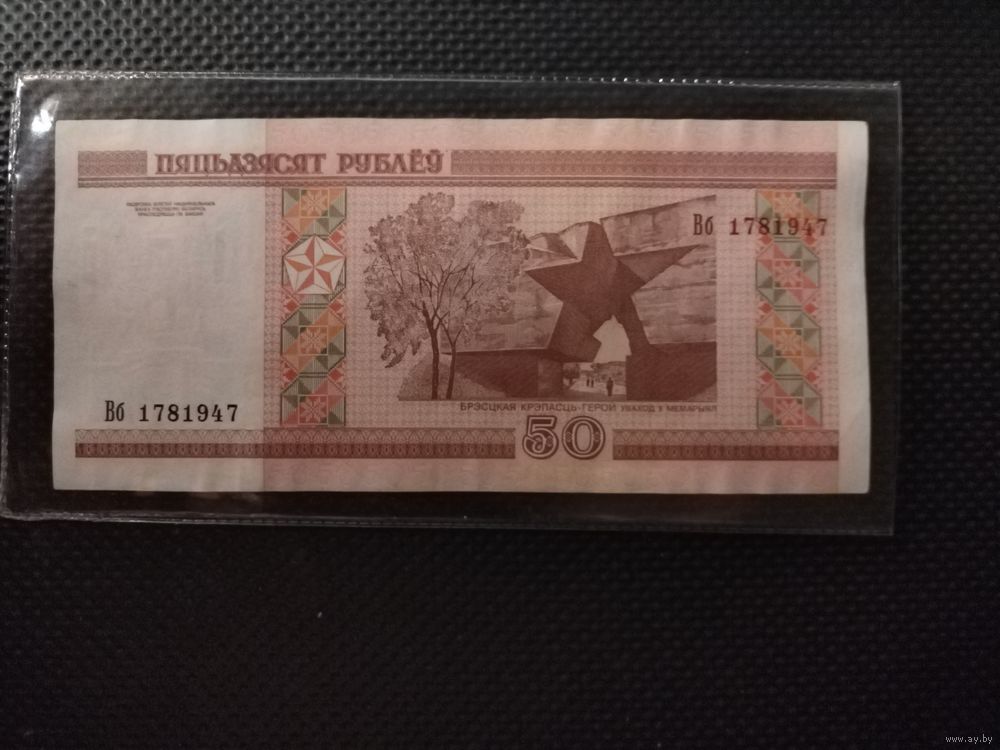 ПЯЦЬДЗЯСЯТ РУБЛЁЎ
Вб 1781947
Вб 1781947
БРЭСЦКАЯ КРЭПАСЦЬ-ГЕРОЙ УВАХОД У МЕМАРЫЯЛ
50
www.ay.by